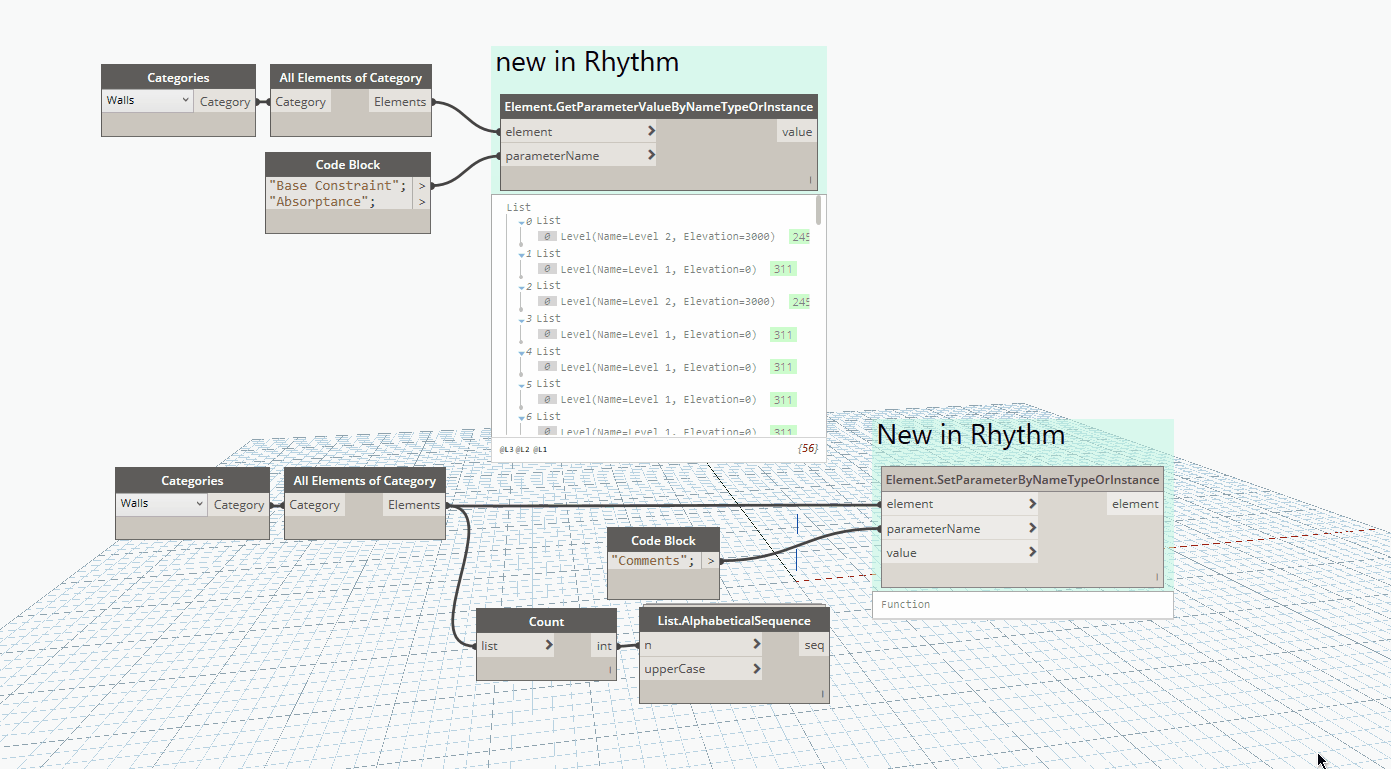 new in Rhythm
Categories
Walls
Category
All Elements of Category
Category
Elements
Code Block
"Base Constraint"; >
"Absorptance"; >
Element.GetParameterValueByNameTypeOrInstance
element >
value
parameterName >
l
List
0 List
0 Level(Name=Level 2, Elevation=3000) 245
1 List
0 Level(Name=Level 1, Elevation=0) 311
2 List
0 Level(Name=Level 2, Elevation=3000) 245
3 List
0 Level(Name=Level 1, Elevation=0) 311
4 List
0 Level(Name=Level 1, Elevation=0) 311
5 List
0 Level(Name=Level 1, Elevation=0) 311
6 List
0 Level(Name=Level 1, Elevation=0) 311
@L3 @L2 @L1
{56}
Categories
Walls
Category
All Elements of Category
Category
Elements
New in Rhythm
Element.SetParameterByNameTypeOrInstance
element >
element
parameterName >
value >
l
Function
Code Block
"Comments"; >
Count
list >
int
l
List.AlphabeticalSequence
n >
seq
upperCase >
l